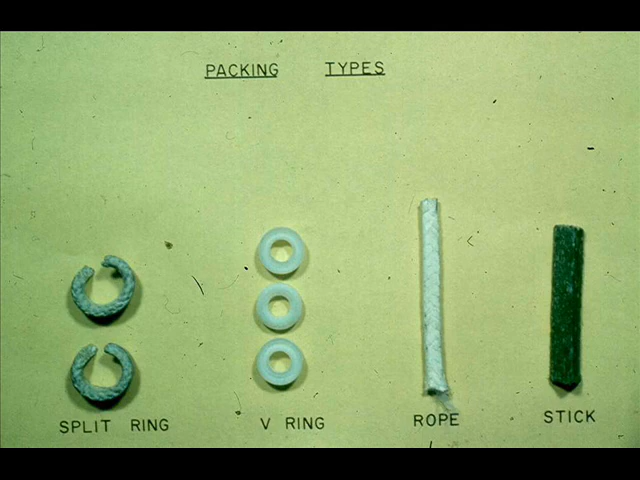 PACKING TYPES
SPLIT RING
V RING
ROPE
STICK